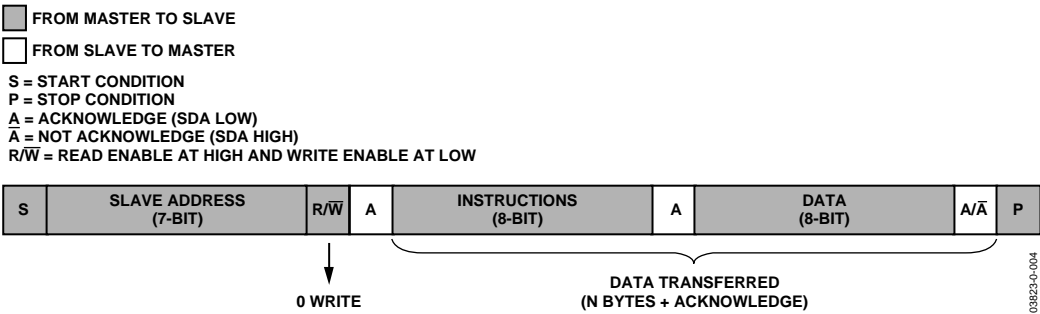 FROM MASTER TO SLAVE
FROM SLAVE TO MASTER
S = START CONDITION
P = STOP CONDITION
A = ACKNOWLEDGE (SDA LOW)
A̅ = NOT ACKNOWLEDGE (SDA HIGH)
R/W̅ = READ ENABLE AT HIGH AND WRITE ENABLE AT LOW
S
SLAVE ADDRESS
(7-BIT)
R/W̅
A
INSTRUCTIONS
(8-BIT)
A
DATA
(8-BIT)
A/A̅
P
0 WRITE
DATA TRANSFERRED
(N BYTES + ACKNOWLEDGE)
03823-0-004